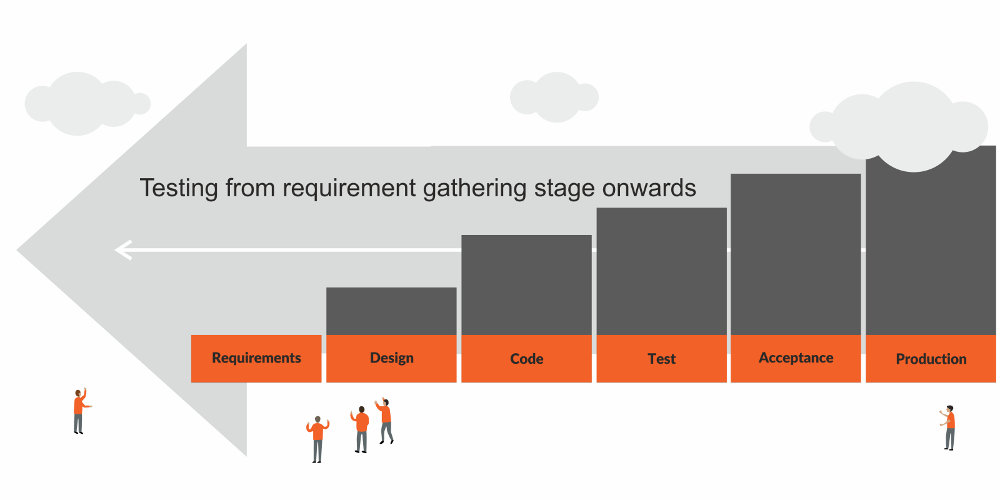 Testing from requirement gathering stage onwards
Requirements
Design
Code
Test
Acceptance
Production